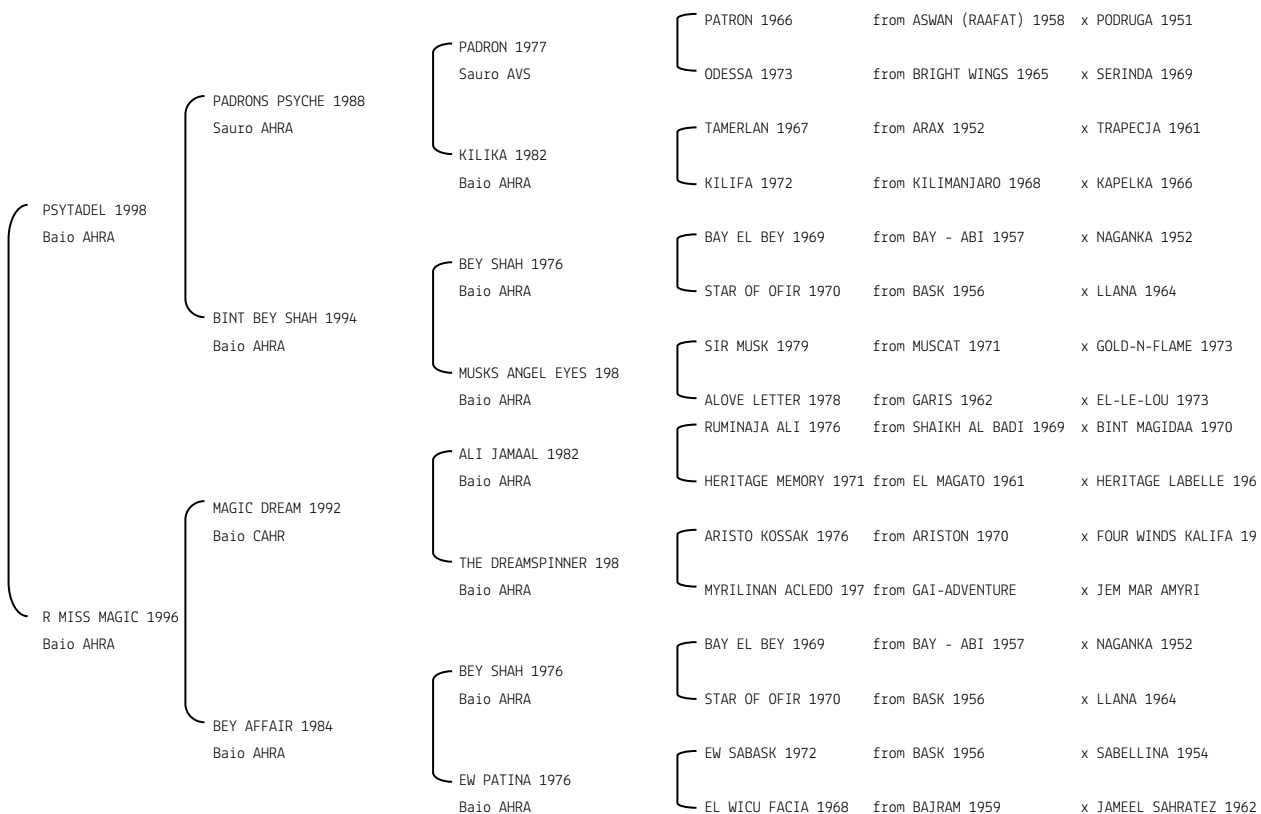 PATRON 1966 from ASWAN (RAAFAT) 1958 x PODRUGA 1951
PADRON 1977
Sauro AVS
ODESSA 1973 from BRIGHT WINGS 1965 x SERINDA 1969
PADRONS PSYCHE 1988
Sauro AHRA
TAMERLAN 1967 from ARAX 1952 x TRAPECJA 1961
KILIKA 1982
Baio AHRA
KILIFA 1972 from KILIMANJARO 1968 x KAPELKA 1966
PSYTADEL 1998
Baio AHRA
BAY EL BEY 1969 from BAY - ABI 1957 x NAGANKA 1952
BEY SHAH 1976
Baio AHRA
STAR OF OFIR 1970 from BASK 1956 x LLANA 1964
BINT BEY SHAH 1994
Baio AHRA
SIR MUSK 1979 from MUSCAT 1971 x GOLD-N-FLAME 1973
MUSKS ANGEL EYES 198
Baio AHRA
ALOVE LETTER 1978 from GARIS 1962 x EL-LE-LOU 1973
RUMINAJA ALI 1976 from SHAIKH AL BADI 1969 x BINT MAGIDAA 1970
ALI JAMAAL 1982
Baio AHRA
HERITAGE MEMORY 1971 from EL MAGATO 1961 x HERITAGE LABELLE 196
MAGIC DREAM 1992
Baio CAHR
ARISTO KOSSAK 1976 from ARISTON 1970 x FOUR WINDS KALIFA 19
THE DREAMSPINNER 198
Baio AHRA
MYRILINAN ACLEDO 197 from GAI-ADVENTURE x JEM MAR AMYRI
R MISS MAGIC 1996
Baio AHRA
BAY EL BEY 1969 from BAY - ABI 1957 x NAGANKA 1952
BEY SHAH 1976
Baio AHRA
STAR OF OFIR 1970 from BASK 1956 x LLANA 1964
BEY AFFAIR 1984
Baio AHRA
EW SABASK 1972 from BASK 1956 x SABELLINA 1954
EW PATINA 1976
Baio AHRA
EL WICU FACIA 1968 from BAJRAM 1959 x JAMEEL SAHRATEZ 1962